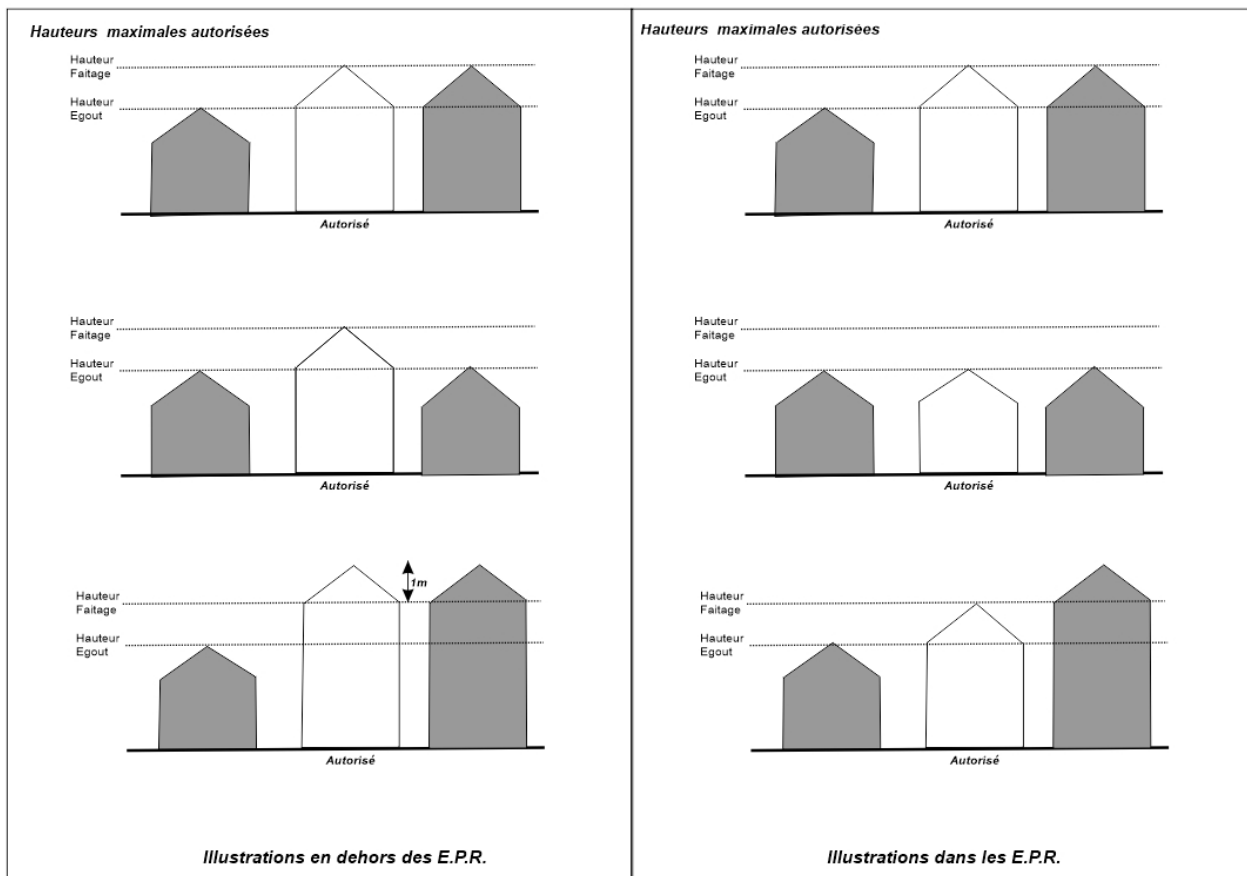 Hauteurs maximales autorisées
Hauteur
Faitage
Hauteur
Egout
Autorisé
Hauteur
Faitage
Hauteur
Egout
Autorisé
1m
Hauteur
Faitage
Hauteur
Egout
Autorisé
Illustrations en dehors des E.P.R.
Hauteurs maximales autorisées
Hauteur
Faitage
Hauteur
Egout
Autorisé
Hauteur
Faitage
Hauteur
Egout
Autorisé
Hauteur
Faitage
Hauteur
Egout
Autorisé
Illustrations dans les E.P.R.